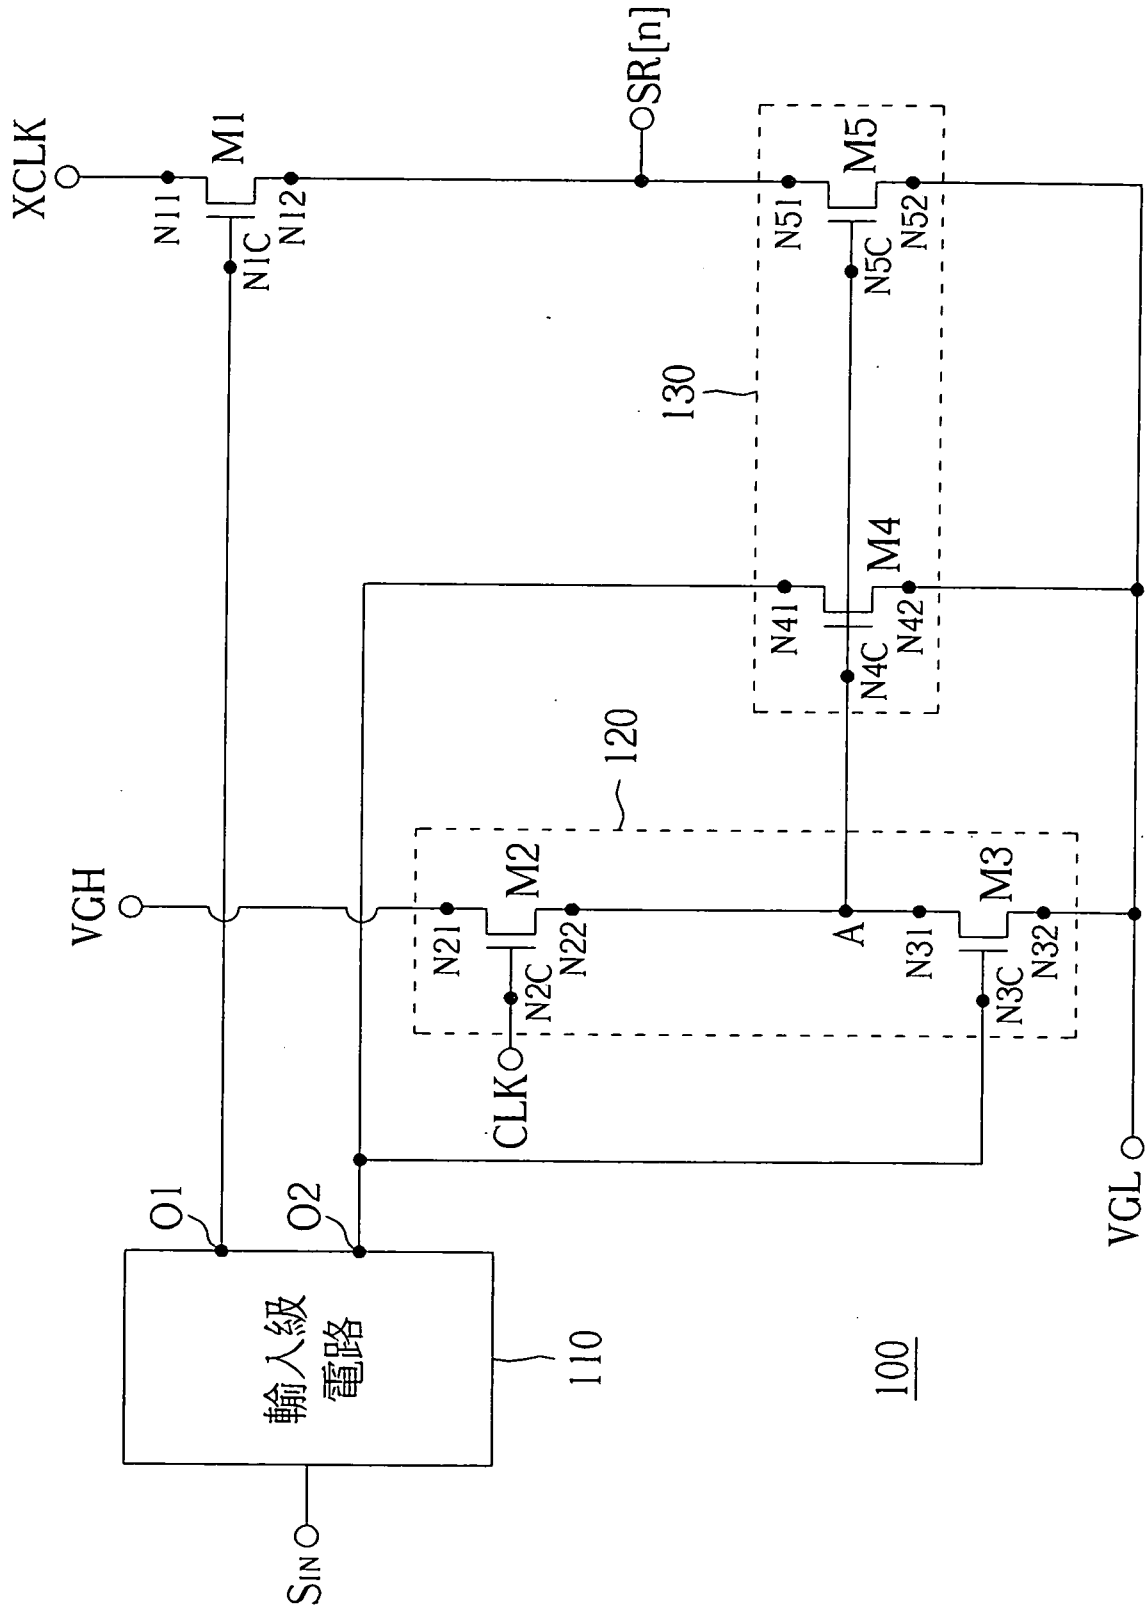 XCLK
N11
M1
N1C
N12
SR[n]
VGH
130
N51
M5
N5C
N52
N41
M4
N4C
N42
120
N21
M2
N2C
N22
CLK
A
N31
M3
N3C
N32
O1
O2
輸入級
電路
110
SIN
VGL
100